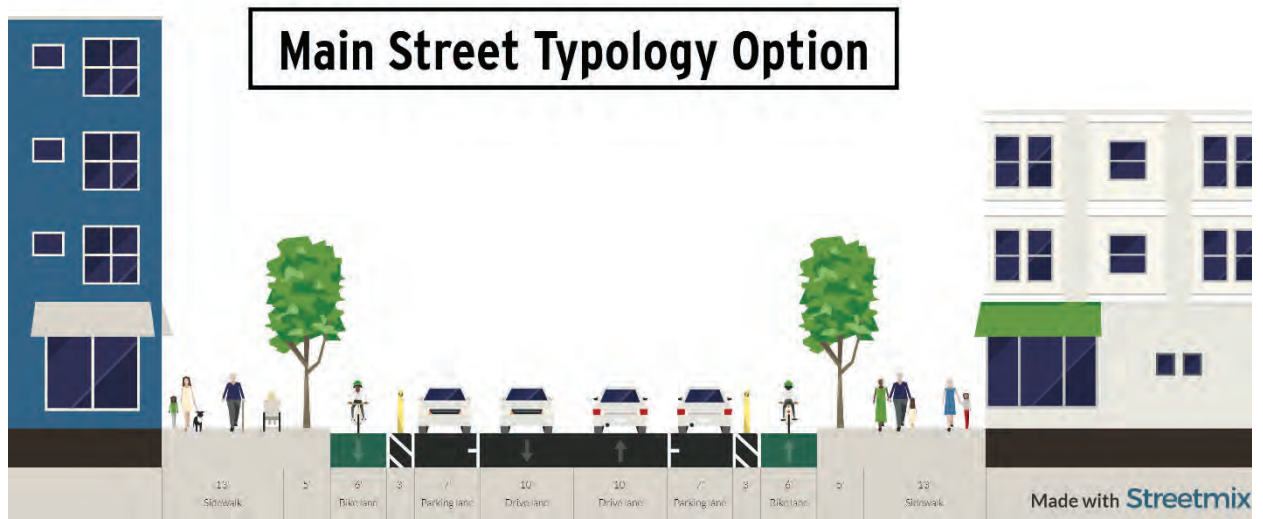 Main Street Typology Option
13' 5' 6' 3' 7' 10' 10' 7' 3' 6' 5' 13'
Sidewalk Bike lane Parking lane Drive lane Drive lane Parking lane Bike lane Sidewalk
Made with Streetmix